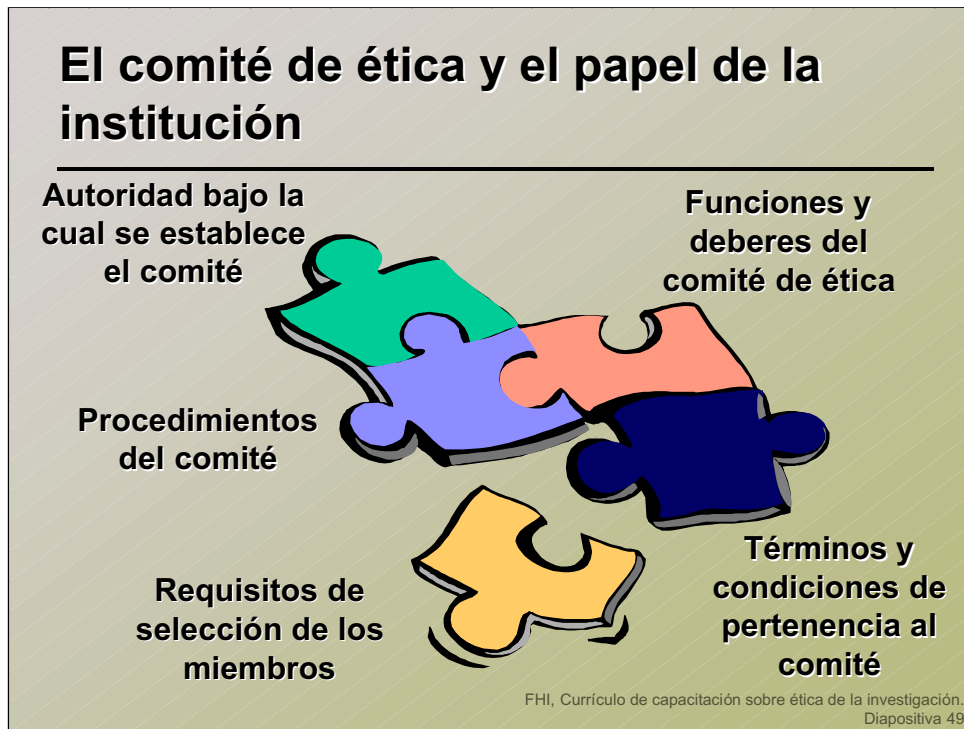 El comité de ética y el papel de la
institución
Autoridad bajo la
cual se establece
el comité
Funciones y
deberes del
comité de ética
Procedimientos
del comité
Requisitos de
selección de los
miembros
Términos y
condiciones de
pertenencia al
comité
FHI, Currículo de capacitación sobre ética de la investigación.
Diapositiva 49